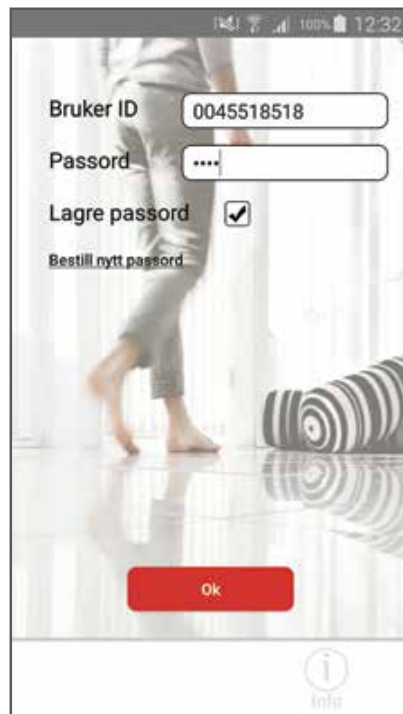 100% 12:32
Bruker ID 0045518518
Passord ••••
Lagre passord
Bestill nytt passord
Ok
Info